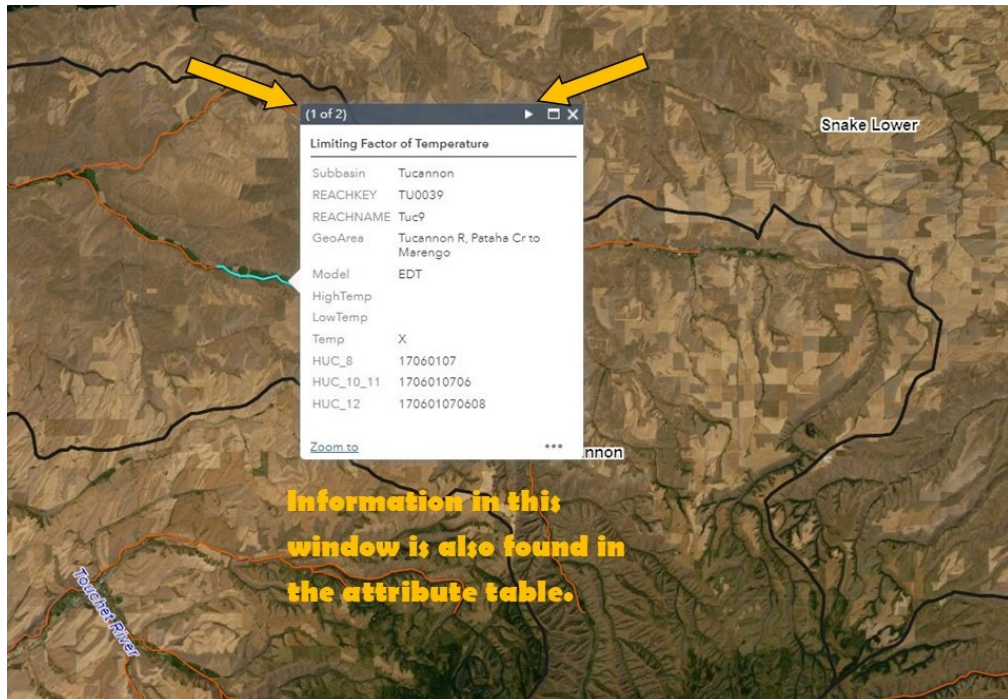 (1 of 2)
Snake Lower
Limiting Factor of Temperature
Subbasin Tucannon
REACHKEY TU0039
REACHNAME Tuc9
GeoArea Tucannon R, Pataha Cr to
Marengo
Model EDT
HighTemp
LowTemp
Temp X
HUC_8 17060107
HUC_10_11 1706010706
HUC_12 170601070608
Zoom to •••
nnon
Information in this
window is also found in
the attribute table.
Touchet River